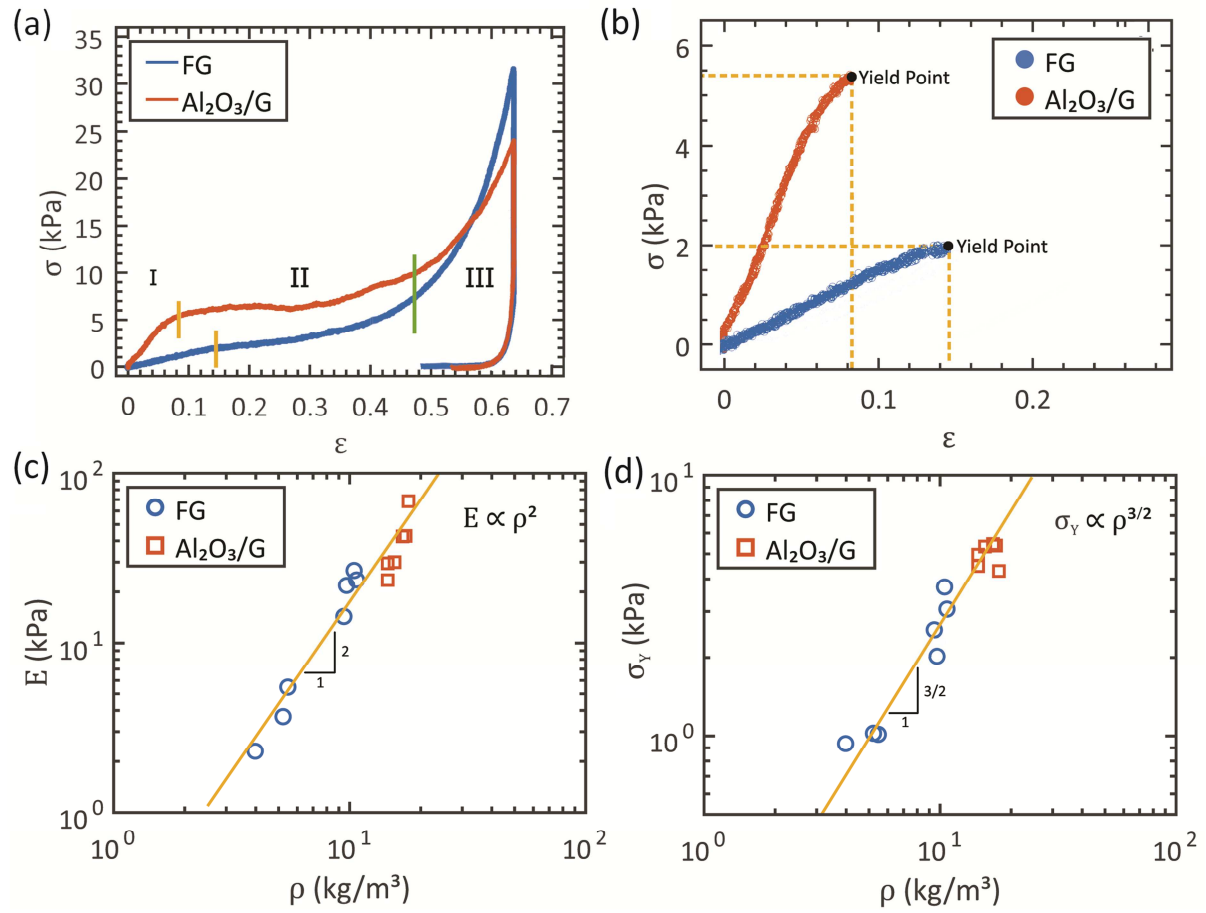 (a)
σ (kPa)
35
30
25
20
15
10
5
0
FG
Al₂O₃/G
I
II
III
0
0.1
0.2
0.3
0.4
0.5
0.6
0.7
ε
(b)
σ (kPa)
6
4
2
0
FG
Al₂O₃/G
Yield Point
Yield Point
0
0.1
0.2
ε
(c)
E (kPa)
10²
10¹
10⁰
FG
Al₂O₃/G
E ∝ ρ²
2
1
10⁰
10¹
10²
ρ (kg/m³)
(d)
σY (kPa)
10¹
10⁰
FG
Al₂O₃/G
σY ∝ ρ³/²
3/2
1
10⁰
10¹
10²
ρ (kg/m³)